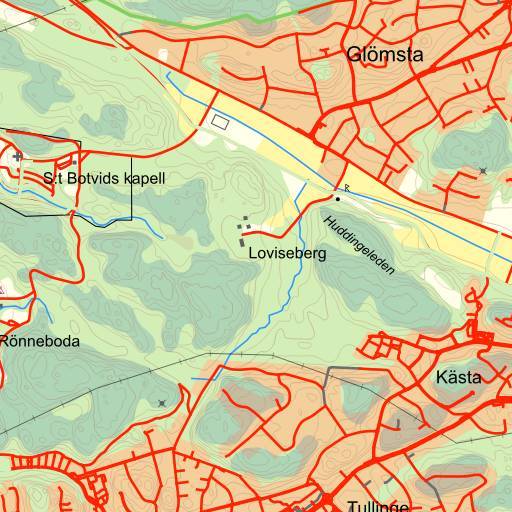 Glömsta
S:t Botvids kapell
Huddingeleden
Loviseberg
Rönneboda
Kästa
Tullinge